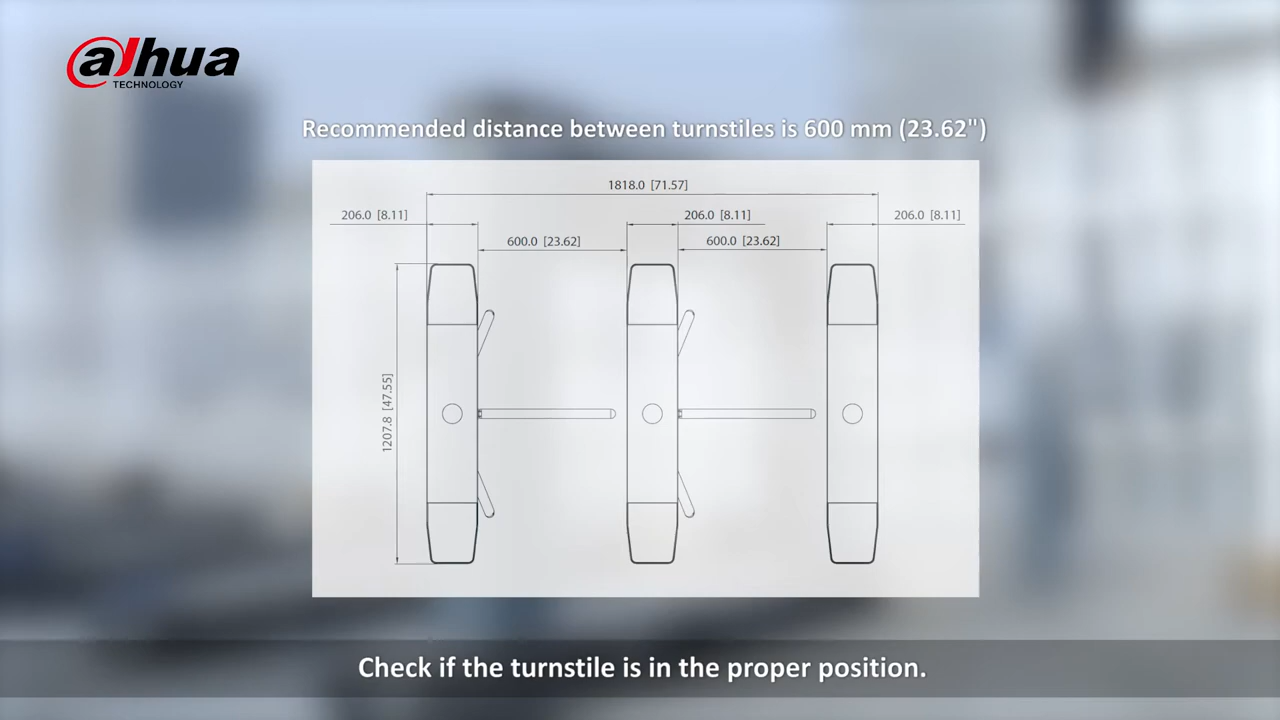 alhua
TECHNOLOGY
Recommended distance between turnstiles is 600 mm (23.62")
1818.0 [71.57]
206.0 [8.11]
206.0 [8.11]
206.0 [8.11]
600.0 [23.62]
600.0 [23.62]
1207.8 [47.55]
Check if the turnstile is in the proper position.